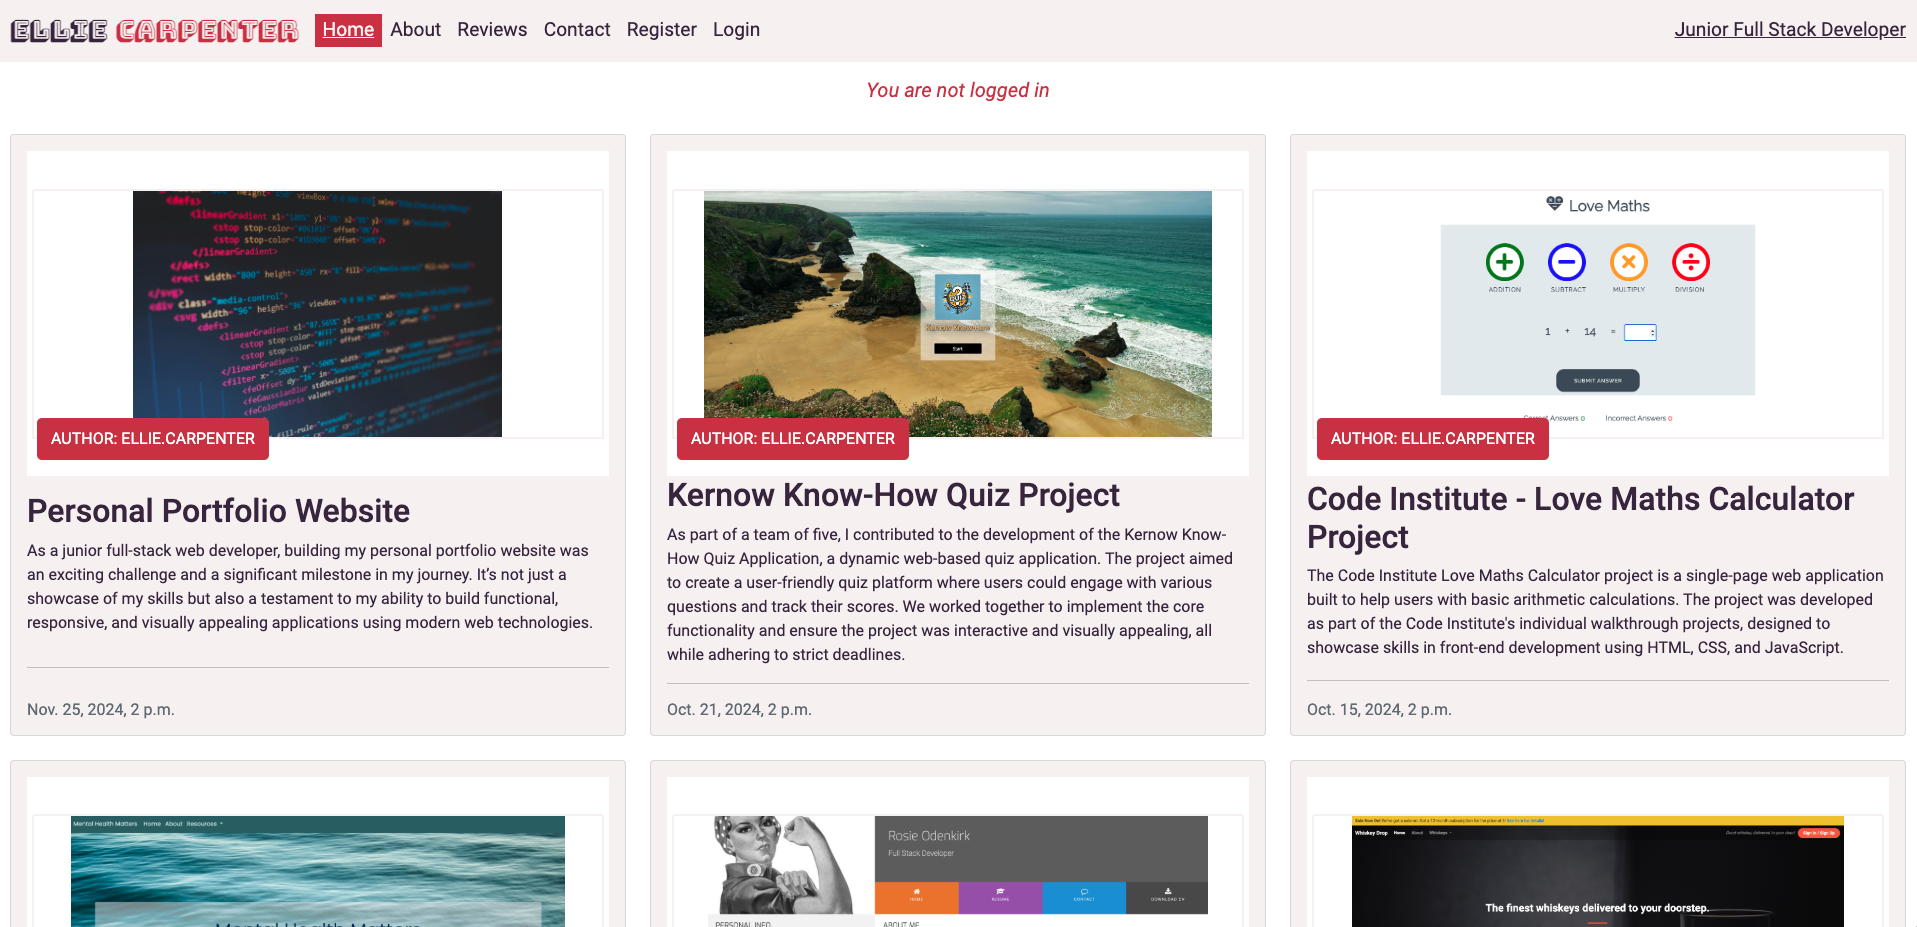 ELLIE CARPENTER Home About Reviews Contact Register Login Junior Full Stack Developer
You are not logged in
AUTHOR: ELLIE.CARPENTER
Personal Portfolio Website
As a junior full-stack web developer, building my personal portfolio website was
an exciting challenge and a significant milestone in my journey. It’s not just a
showcase of my skills but also a testament to my ability to build functional,
responsive, and visually appealing applications using modern web technologies.
Nov. 25, 2024, 2 p.m.
QUIZ
Kernow Know-How
Start
AUTHOR: ELLIE.CARPENTER
Kernow Know-How Quiz Project
As part of a team of five, I contributed to the development of the Kernow Know-
How Quiz Application, a dynamic web-based quiz application. The project aimed
to create a user-friendly quiz platform where users could engage with various
questions and track their scores. We worked together to implement the core
functionality and ensure the project was interactive and visually appealing, all
while adhering to strict deadlines.
Oct. 21, 2024, 2 p.m.
Love Maths
ADDITION SUBTRACT MULTIPLY DIVISION
1 + 14 =
SUBMIT ANSWER
Correct Answers 0 Incorrect Answers 0
AUTHOR: ELLIE.CARPENTER
Code Institute - Love Maths Calculator
Project
The Code Institute Love Maths Calculator project is a single-page web application
built to help users with basic arithmetic calculations. The project was developed
as part of the Code Institute's individual walkthrough projects, designed to
showcase skills in front-end development using HTML, CSS, and JavaScript.
Oct. 15, 2024, 2 p.m.
Mental Health Matters Home About Resources
Mental Health Matters
Rosie Odenkirk
Full Stack Developer
HOME RESUME CONTACT DOWNLOAD CV
PERSONAL INFO ABOUT ME
Whiskey Drop Home About Whiskeys Sign In / Sign Up
The finest whiskeys delivered to your doorstep.